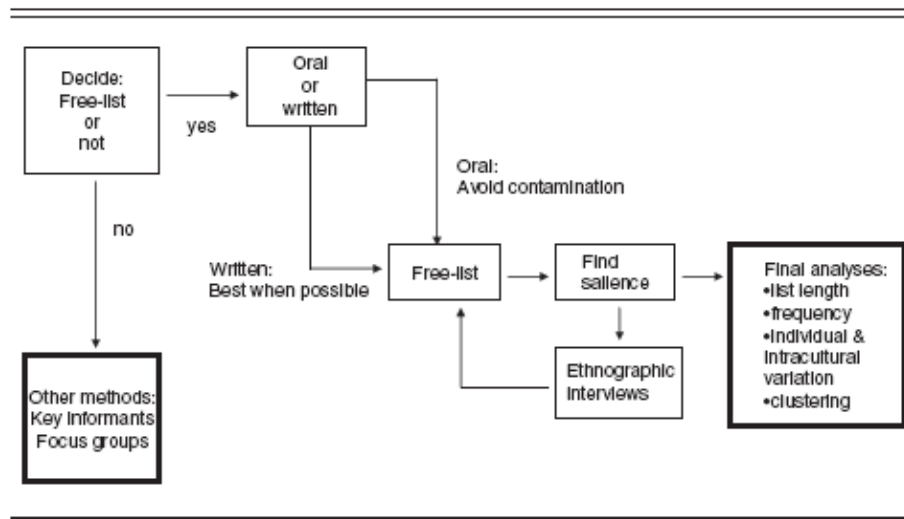 Decide:
Free-list
or
not
yes
Oral
or
written
Oral:
Avoid contamination
no
Written:
Best when possible
Free-list
Find
salience
Final analyses:
•list length
•frequency
•individual &
intracultural
variation
•clustering
Ethnographic
Interviews
Other methods:
Key Informants
Focus groups